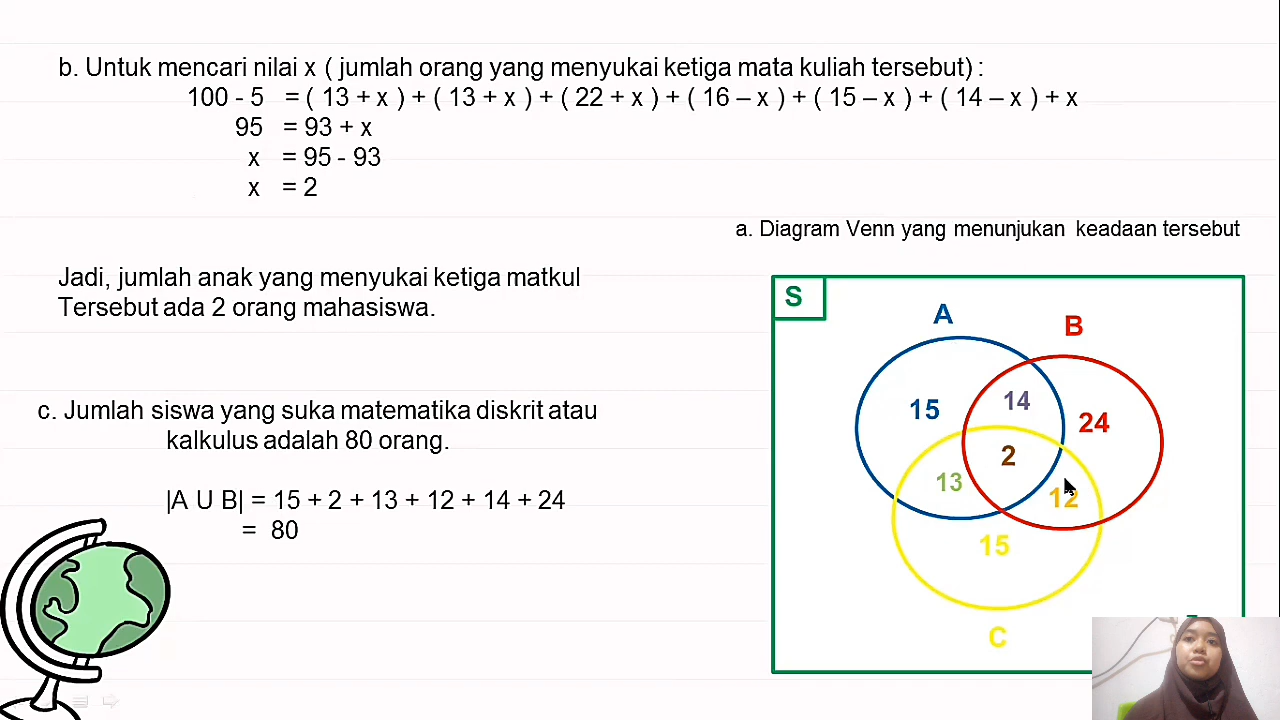 b. Untuk mencari nilai x ( jumlah orang yang menyukai ketiga mata kuliah tersebut) :
100 - 5 = ( 13 + x ) + ( 13 + x ) + ( 22 + x ) + ( 16 – x ) + ( 15 – x ) + ( 14 – x ) + x
95 = 93 + x
x = 95 - 93
x = 2
Jadi, jumlah anak yang menyukai ketiga matkul
Tersebut ada 2 orang mahasiswa.
c. Jumlah siswa yang suka matematika diskrit atau
kalkulus adalah 80 orang.
|A U B| = 15 + 2 + 13 + 12 + 14 + 24
= 80
a. Diagram Venn yang menunjukan keadaan tersebut
S
A
B
15
14
24
2
13
12
15
C